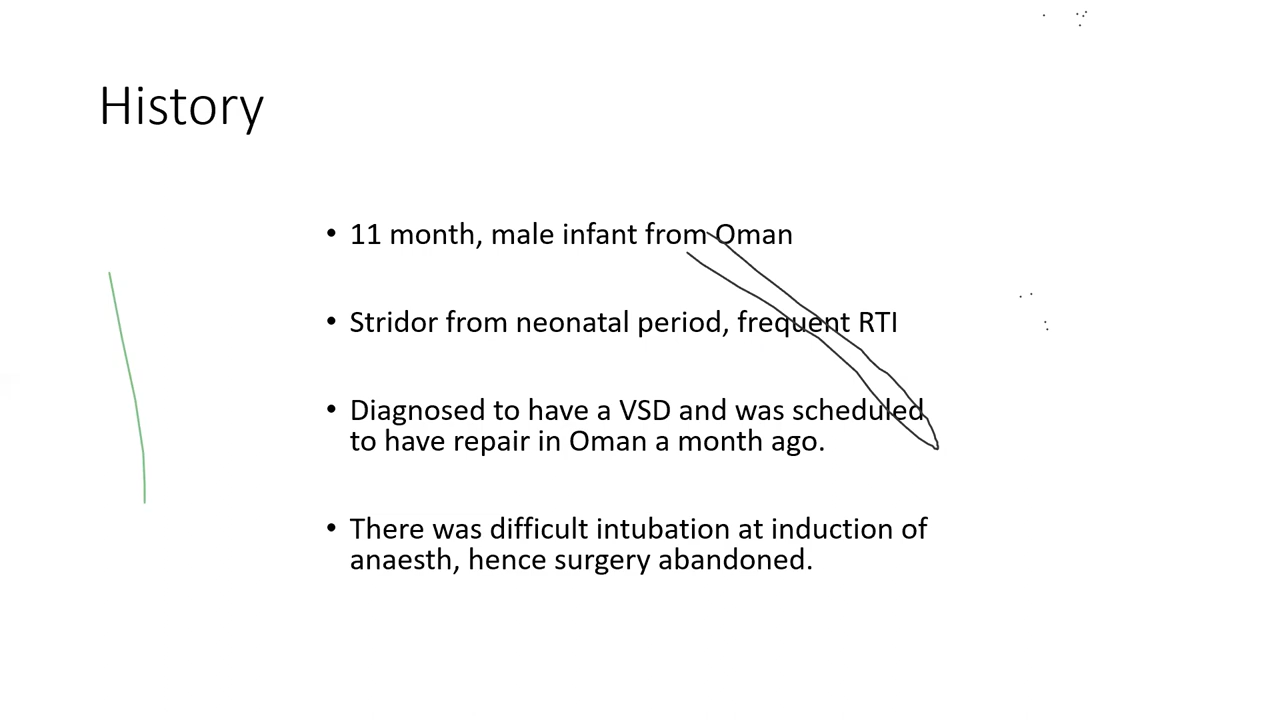 History
• 11 month, male infant from Oman
• Stridor from neonatal period, frequent RTI
• Diagnosed to have a VSD and was scheduled
to have repair in Oman a month ago.
• There was difficult intubation at induction of
anaesth, hence surgery abandoned.